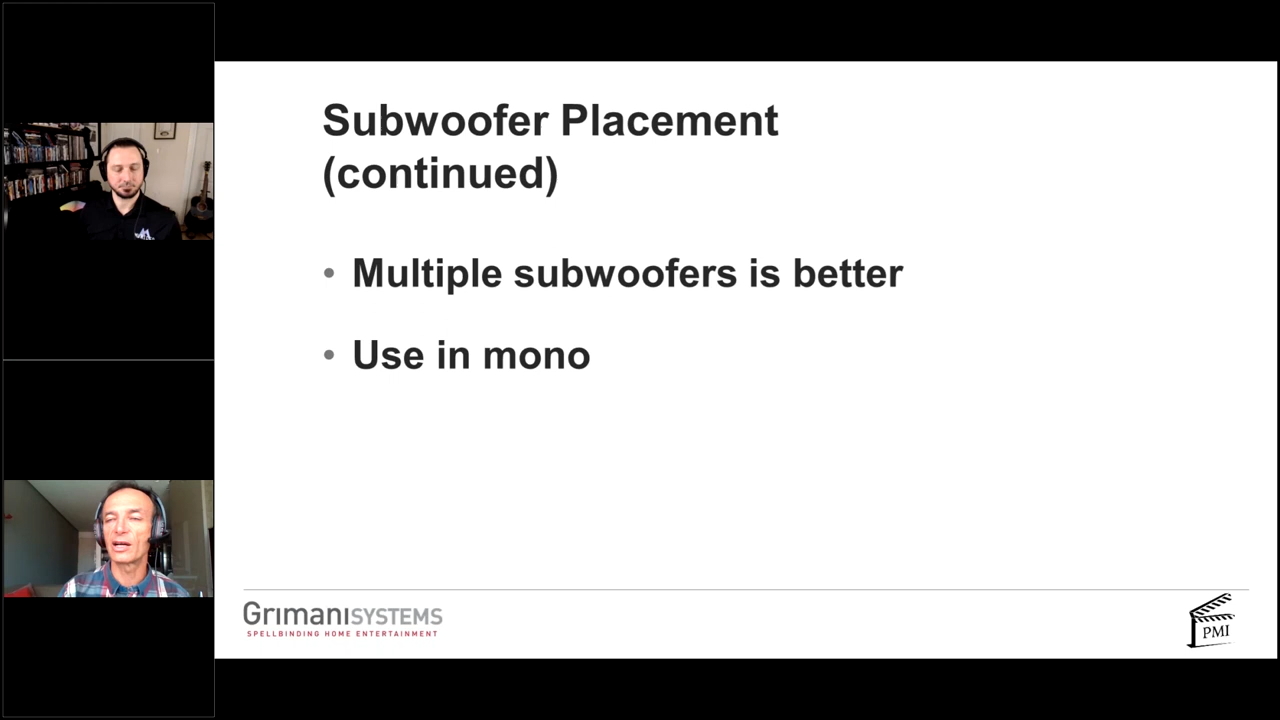 Subwoofer Placement
(continued)
• Multiple subwoofers is better
• Use in mono
GrimaniSYSTEMS
SPELLBINDING HOME ENTERTAINMENT
PMI